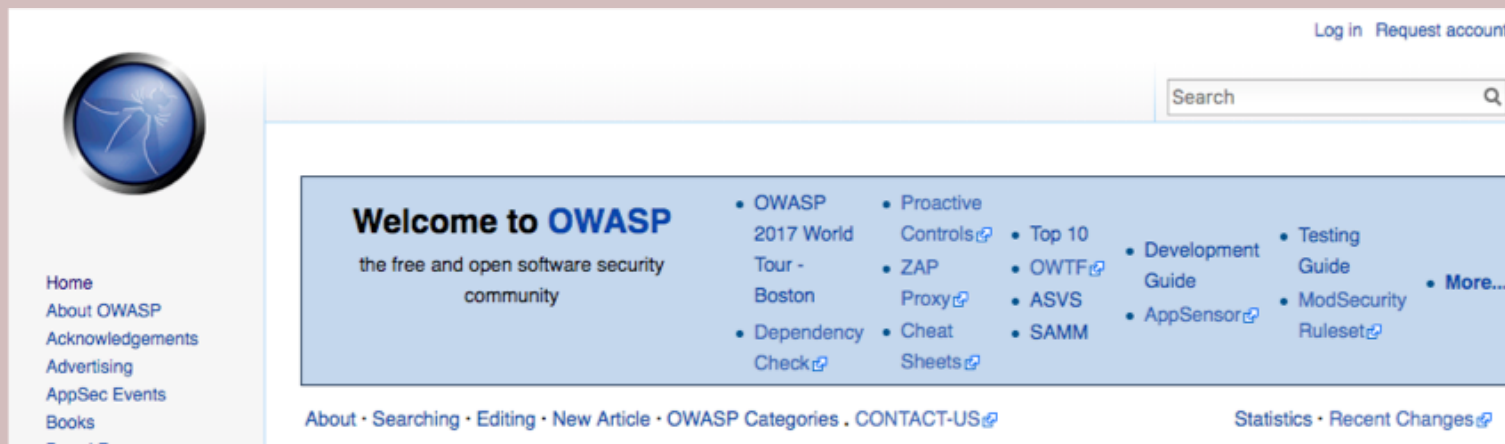 Log in Request account
Search
Welcome to OWASP
the free and open software security
community
OWASP
2017 World
Tour -
Boston
Dependency
Check
Proactive
Controls
ZAP
Proxy
Cheat
Sheets
Top 10
OWTF
ASVS
SAMM
Development
Guide
AppSensor
Testing
Guide
ModSecurity
Ruleset
More...
Home
About OWASP
Acknowledgements
Advertising
AppSec Events
Books
About · Searching · Editing · New Article · OWASP Categories . CONTACT-US
Statistics · Recent Changes